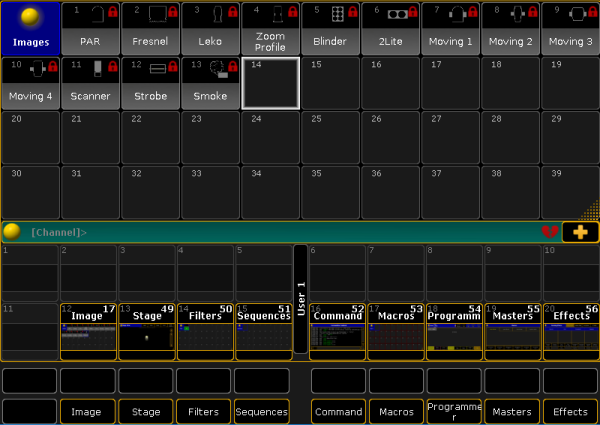 1 2 3 4 5 6 7 8 9
Images PAR Fresnel Leko Zoom Profile Blinder 2Lite Moving 1 Moving 2 Moving 3
10 11 12 13 14 15 16 17 18 19
Moving 4 Scanner Strobe Smoke
20 21 22 23 24 25 26 27 28 29
30 31 32 33 34 35 36 37 38 39
[Channel]>
1 2 3 4 5 6 7 8 9 10
User 1
11 12 17 13 49 14 50 15 51 16 52 17 53 18 54 19 55 20 56
Image Stage Filters Sequences Command Macros Programm Masters Effects
Image Stage Filters Sequences Command Macros Programme
r Masters Effects